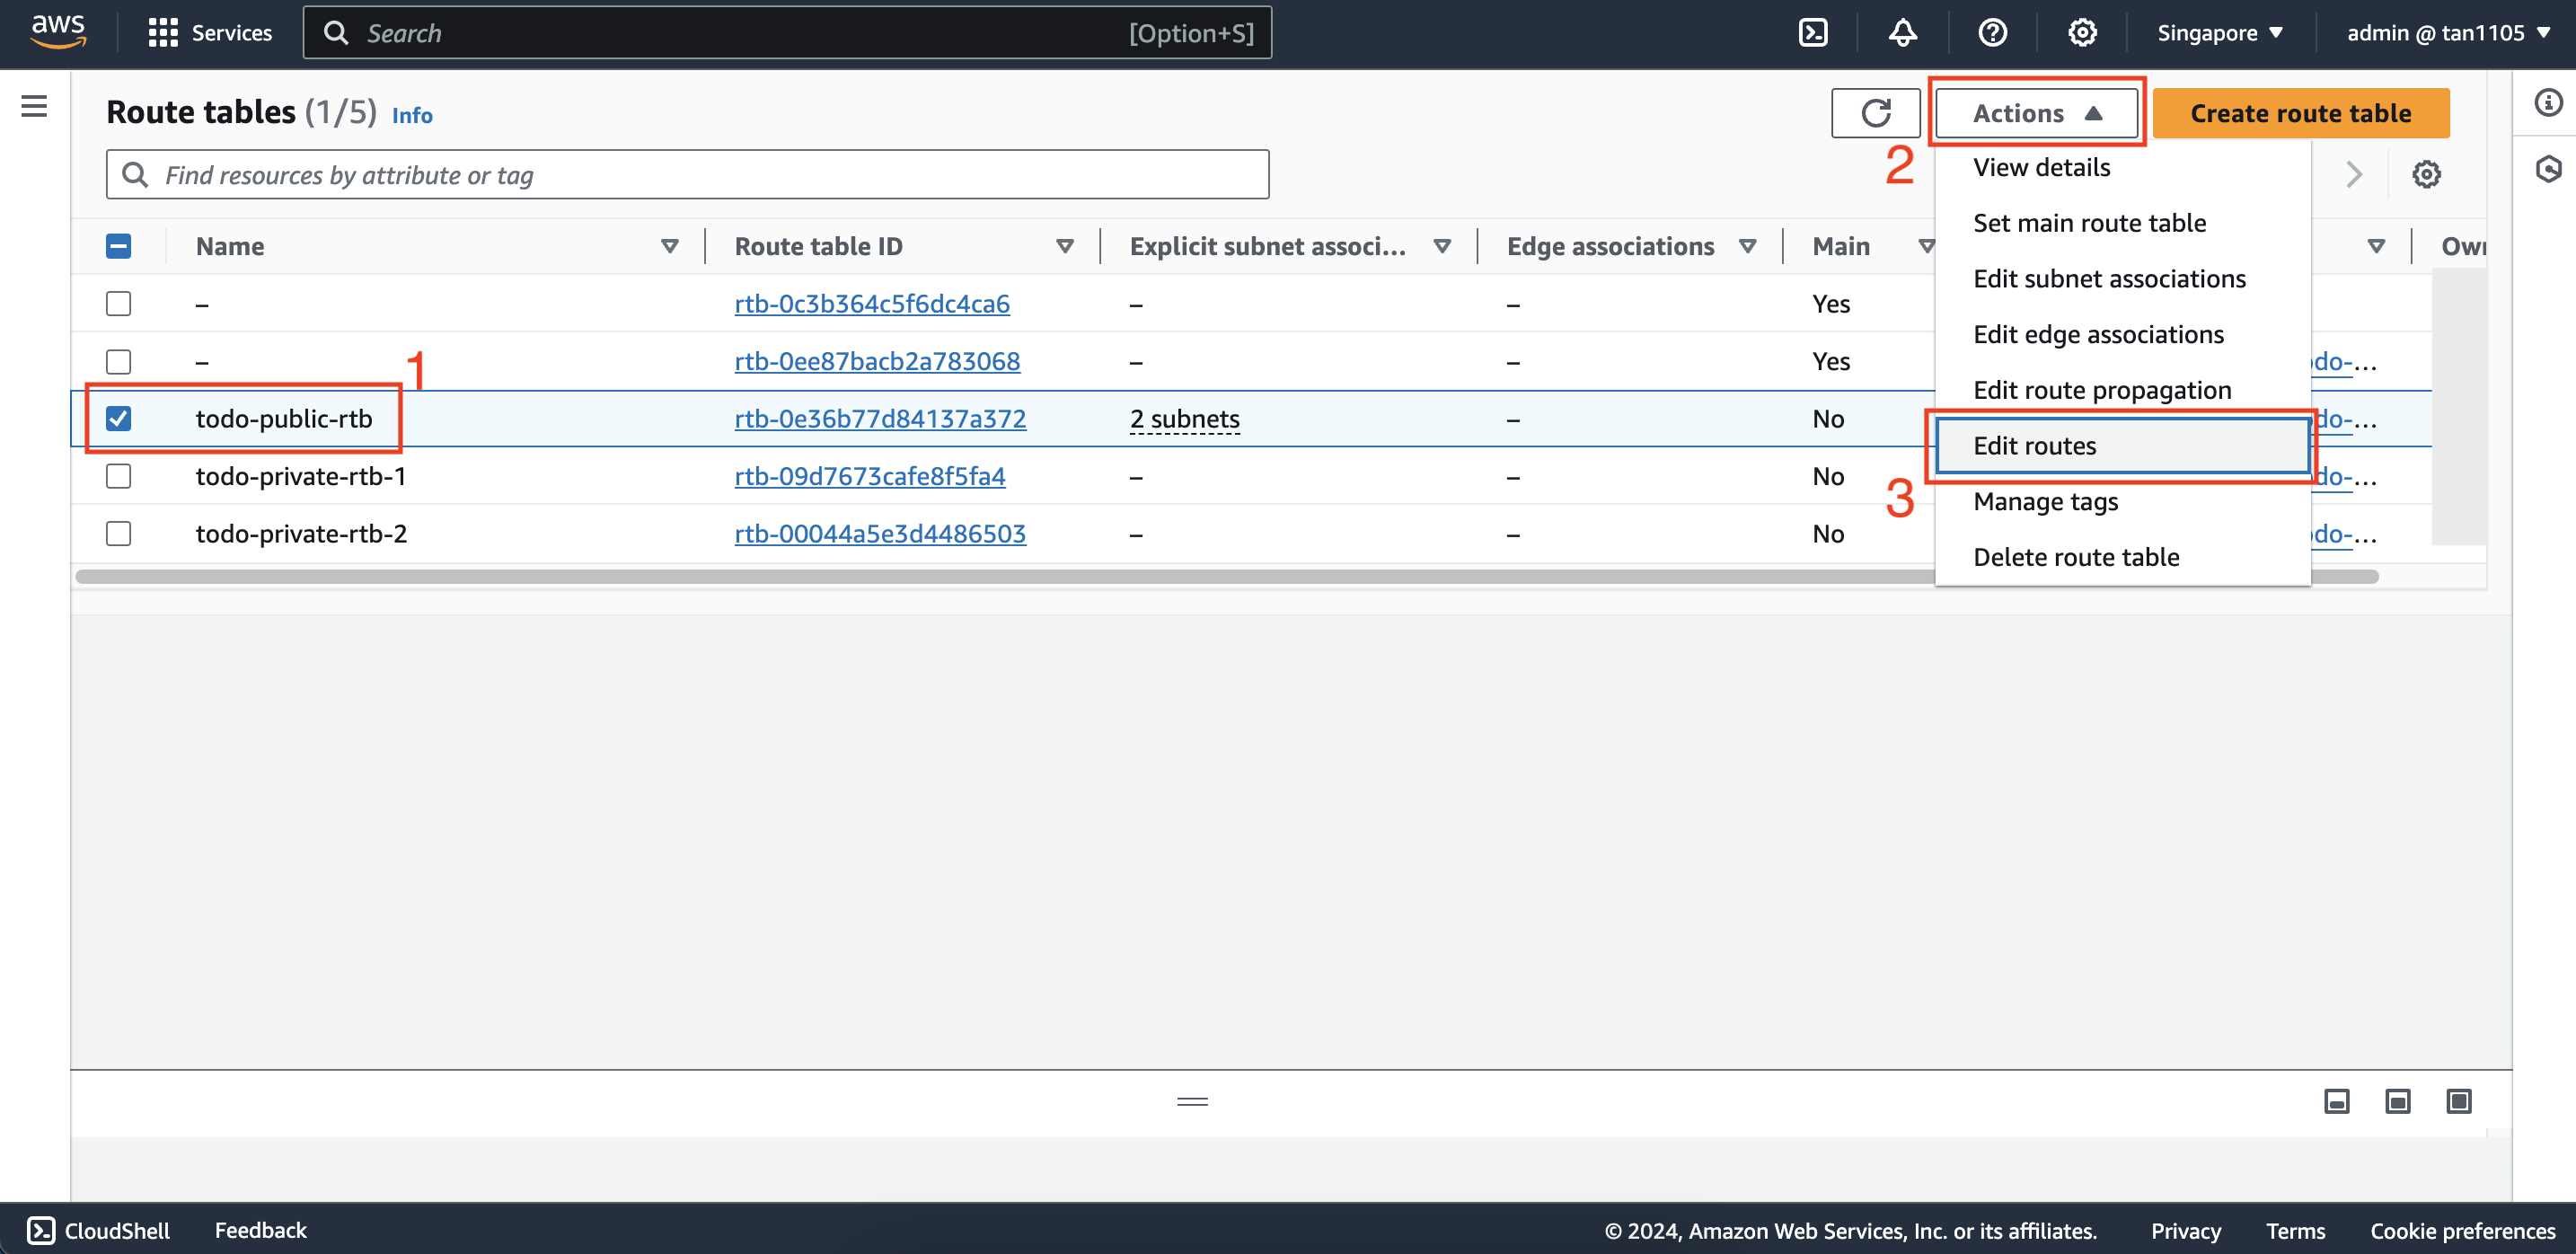 aws Services Search [Option+S] Singapore ▼ admin @ tan1105 ▼
Route tables (1/5) Info
Actions Create route table
Find resources by attribute or tag
2
View details
Set main route table
Edit subnet associations
Edit edge associations
Edit route propagation
Edit routes
Manage tags
Delete route table
3
Name Route table ID Explicit subnet associ... Edge associations Main
– rtb-0c3b364c5f6dc4ca6 – – Yes
– rtb-0ee87bacb2a783068 – – Yes do-...
1
todo-public-rtb rtb-0e36b77d84137a372 2 subnets – No do-...
todo-private-rtb-1 rtb-09d7673cafe8f5fa4 – – No do-...
todo-private-rtb-2 rtb-00044a5e3d4486503 – – No do-...
CloudShell Feedback © 2024, Amazon Web Services, Inc. or its affiliates. Privacy Terms Cookie preferences